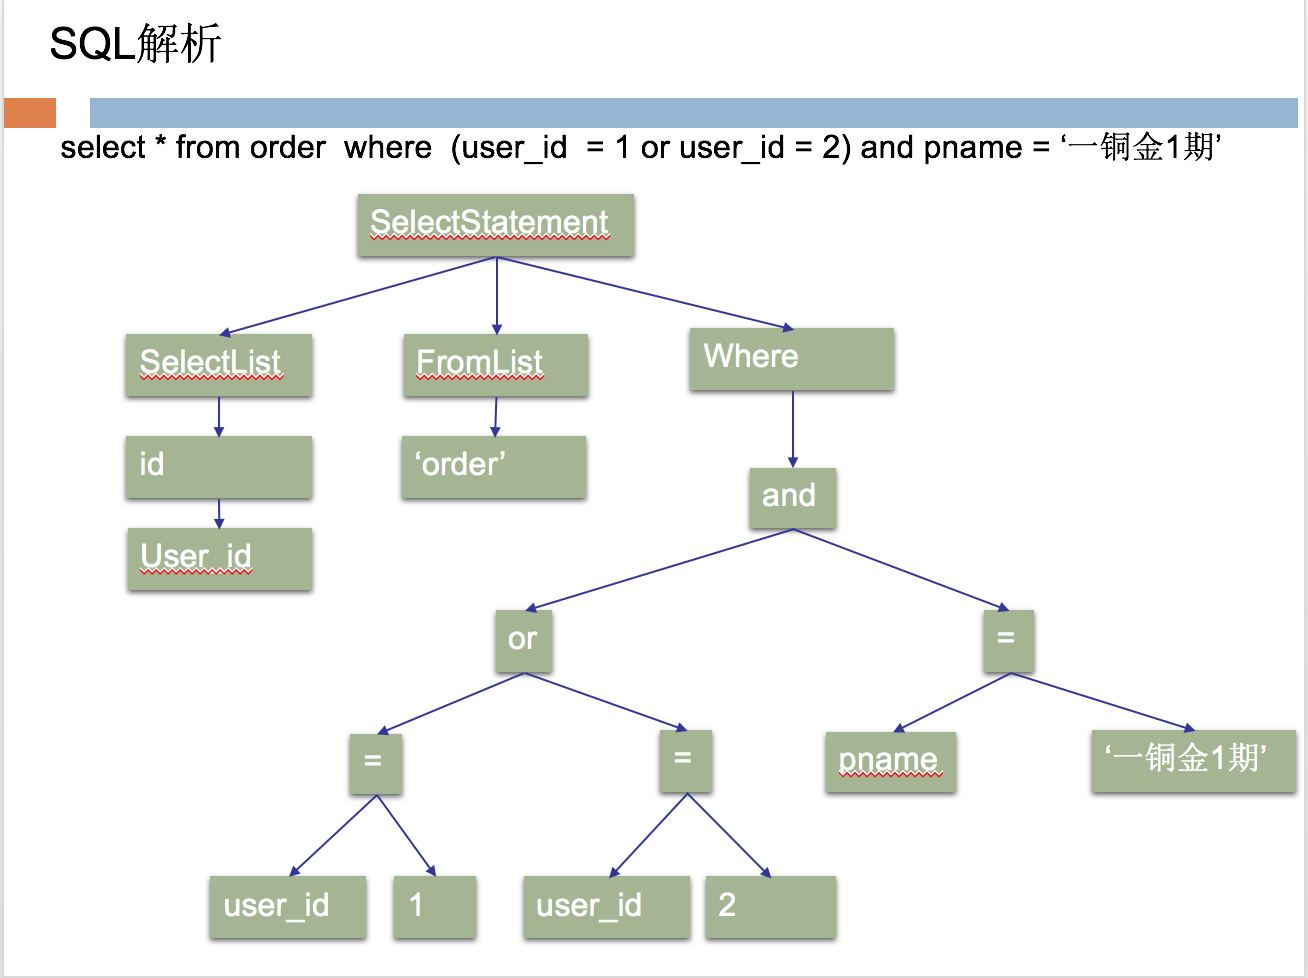 SQL解析
select * from order  where  (user_id  = 1 or user_id = 2) and pname = ‘一铜金1期’
SelectStatement
SelectList
FromList
Where
id
‘order’
and
User_id
or
=
=
=
pname
‘一铜金1期’
user_id
1
user_id
2